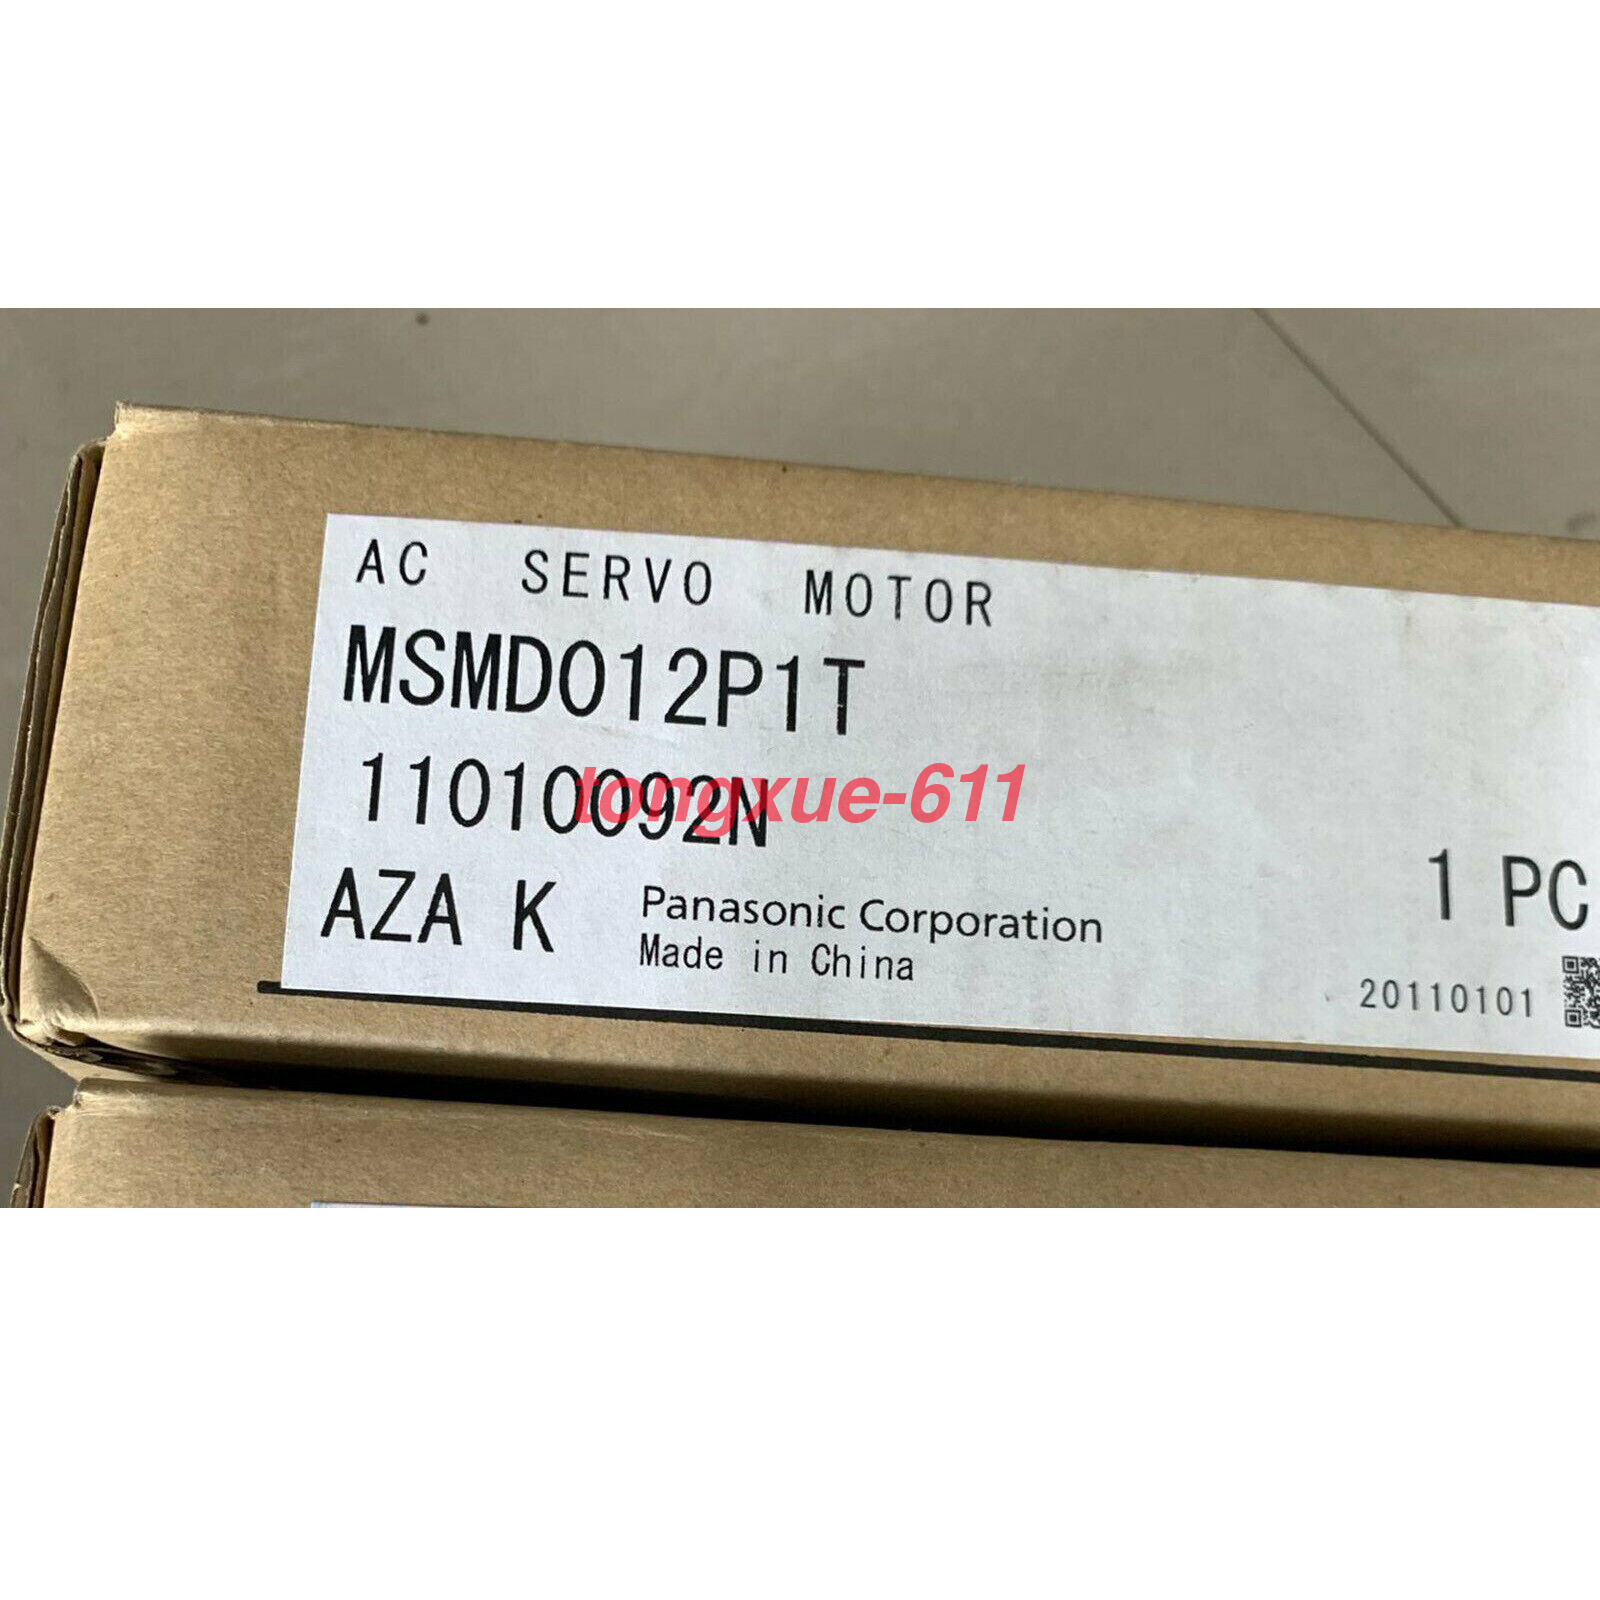 AC SERVO MOTOR
MSMD012P1T
11010092N
tongxue-611
AZA K
Panasonic Corporation
Made in China
1 PC
20110101